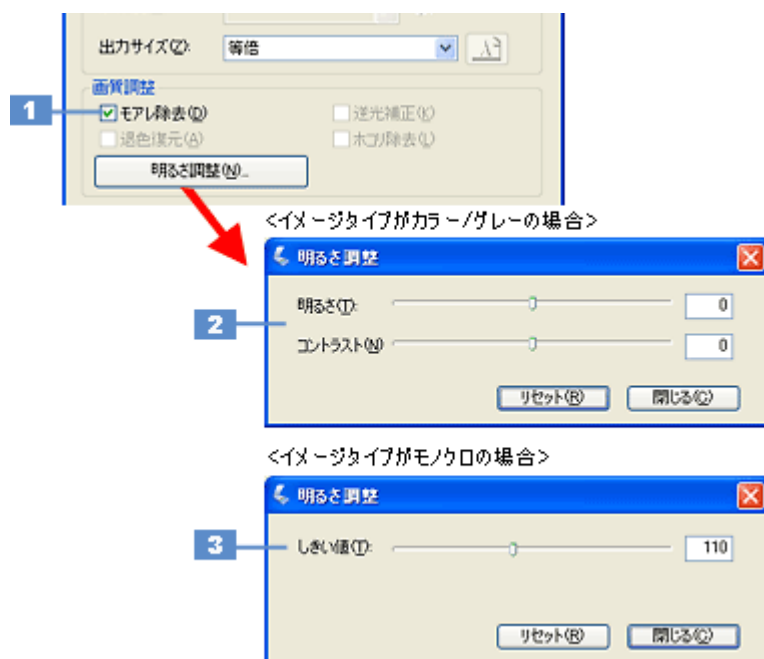 出力サイズ(Z): 等倍
画質調整
1 モアレ除去(D) 逆光補正(K)
退色復元(A) ホコリ除去(L)
明るさ調整(N)...
<イメージタイプがカラー/グレーの場合>
明るさ調整
明るさ(T): 0
2
コントラスト(N) 0
リセット(R) 閉じる(C)
<イメージタイプがモノクロの場合>
明るさ調整
3 しきい値(T): 110
リセット(R) 閉じる(C)